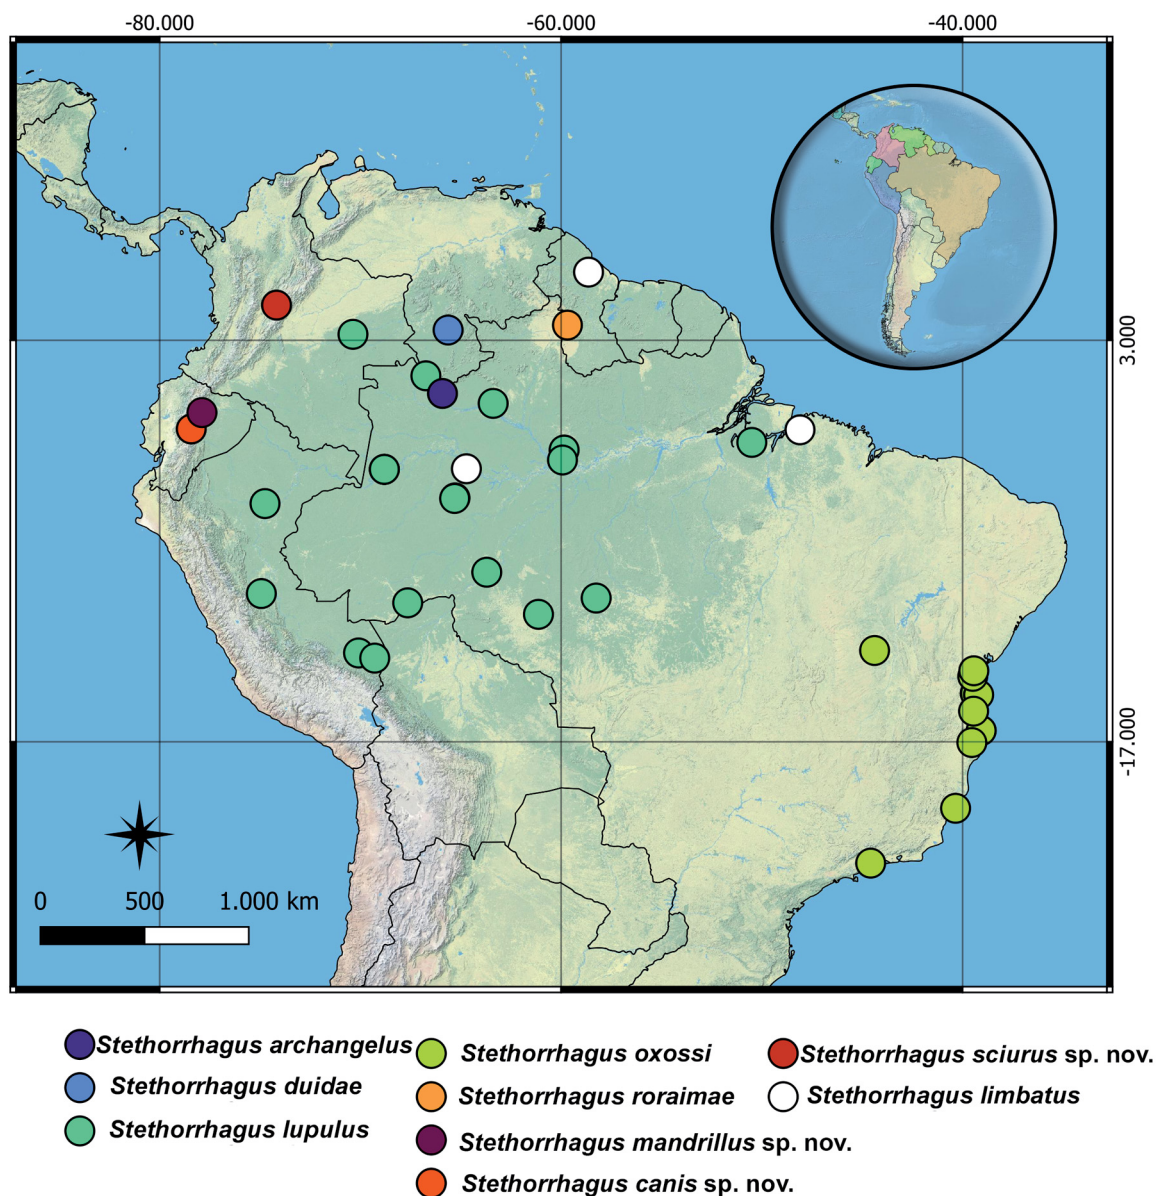 -80.000 -60.000 -40.000
3.000
-17.000
0 500 1.000 km
Stethorrhagus archangelus
Stethorrhagus duidae
Stethorrhagus lupulus
Stethorrhagus oxossi
Stethorrhagus roraimae
Stethorrhagus mandrillus sp. nov.
Stethorrhagus canis sp. nov.
Stethorrhagus sciurus sp. nov.
Stethorrhagus limbatus